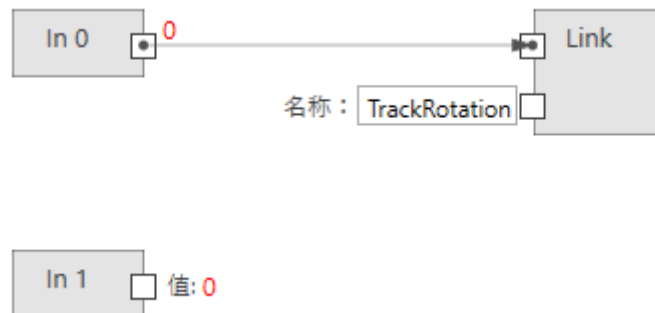 In 0
0
Link
名称：
TrackRotation
In 1
值: 0